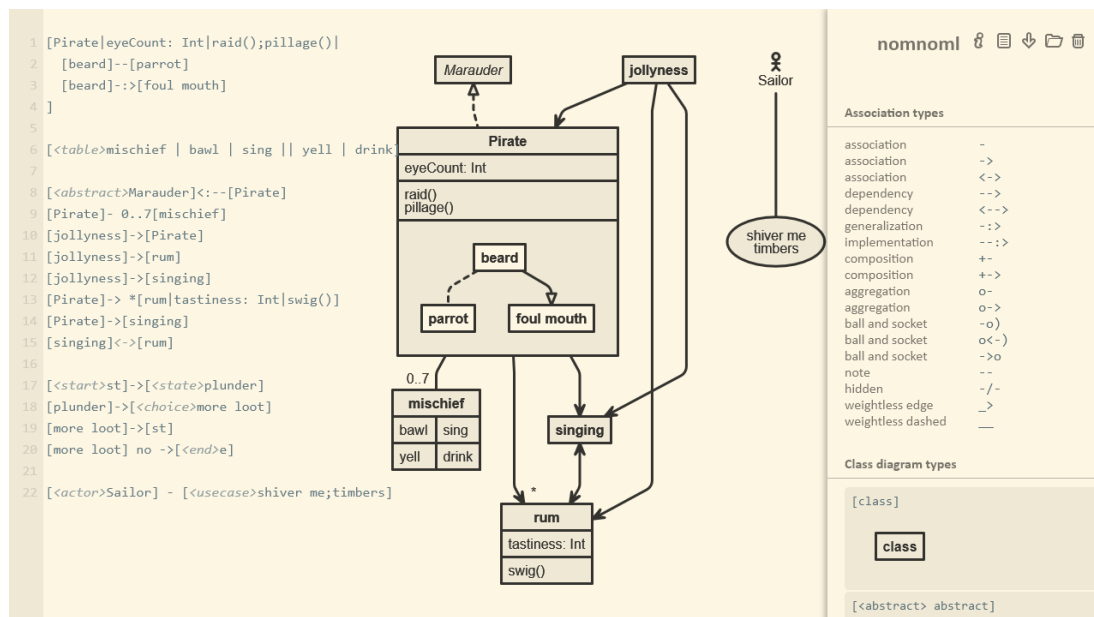 1 [Pirate|eyeCount: Int|raid();pillage()|
2 [beard]--[parrot]
3 [beard]-:>[foul mouth]
4 ]
5
6 [<table>mischief | bawl | sing || yell | drink]
7
8 [<abstract>Marauder]<:--[Pirate]
9 [Pirate]- 0..7[mischief]
10 [jollyness]->[Pirate]
11 [jollyness]->[rum]
12 [jollyness]->[singing]
13 [Pirate]-> *[rum|tastiness: Int|swig()]
14 [Pirate]->[singing]
15 [singing]<->[rum]
16
17 [<start>st]->[<state>plunder]
18 [plunder]->[<choice>more loot]
19 [more loot]->[st]
20 [more loot] no ->[<end>e]
21
22 [<actor>Sailor] - [<usecase>shiver me;timbers]
Marauder
jollyness
Pirate
eyeCount: Int
raid()
pillage()
beard
parrot
foul mouth
0..7
mischief
bawl sing
yell drink
singing
*
rum
tastiness: Int
swig()
Sailor
shiver me
timbers
nomnoml
Association types
association -
association ->
association <->
dependency -->
dependency <-->
generalization -:>
implementation --:>
composition +-
composition +->
aggregation o-
aggregation o->
ball and socket -o)
ball and socket o<-)
ball and socket ->o
note --
hidden -/-
weightless edge _>
weightless dashed __
Class diagram types
[class]
class
[<abstract> abstract]